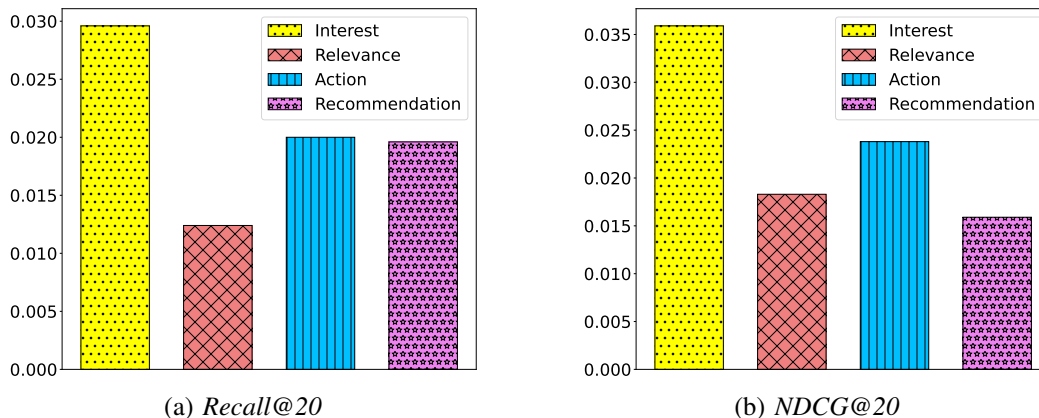 0.030
0.025
0.020
0.015
0.010
0.005
0.000
Interest
Relevance
Action
Recommendation
(a) Recall@20
0.035
0.030
0.025
0.020
0.015
0.010
0.005
0.000
Interest
Relevance
Action
Recommendation
(b) NDCG@20